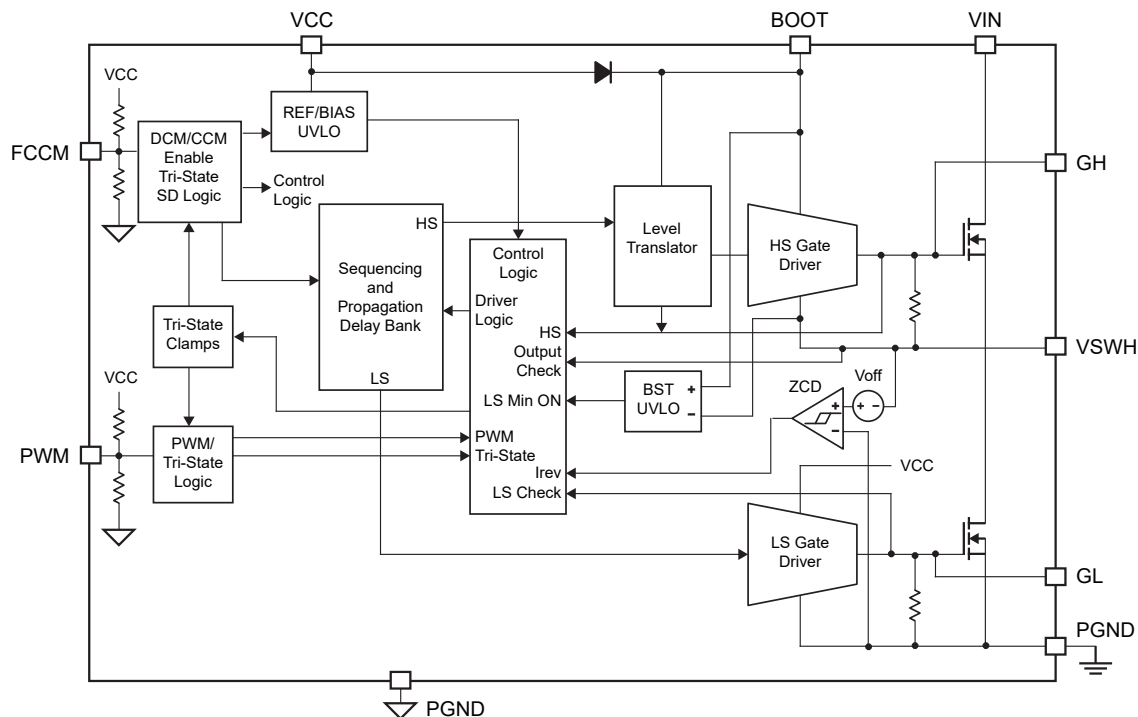 VCC
BOOT
VIN
VCC
REF/BIAS
UVLO
FCCM
DCM/CCM
Enable
Tri-State
SD Logic
Control
Logic
GH
HS
Level
Translator
HS Gate
Driver
Sequencing
and
Propagation
Delay Bank
LS
Control
Logic
Driver
Logic
HS
Output
Check
LS Min ON
PWM
Tri-State
Irev
LS Check
Tri-State
Clamps
VSWH
BST
UVLO
+
-
ZCD
Voff
+
-
+ -
VCC
PWM
PWM/
Tri-State
Logic
VCC
LS Gate
Driver
GL
PGND
PGND